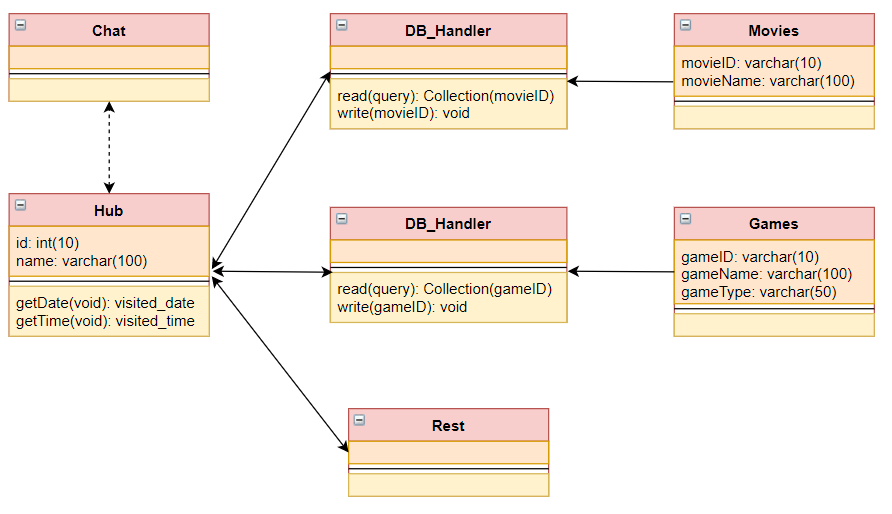 Chat
DB_Handler
read(query): Collection(movieID)
write(movieID): void
Movies
movieID: varchar(10)
movieName: varchar(100)
Hub
id: int(10)
name: varchar(100)
getDate(void): visited_date
getTime(void): visited_time
DB_Handler
read(query): Collection(gameID)
write(gameID): void
Games
gameID: varchar(10)
gameName: varchar(100)
gameType: varchar(50)
Rest